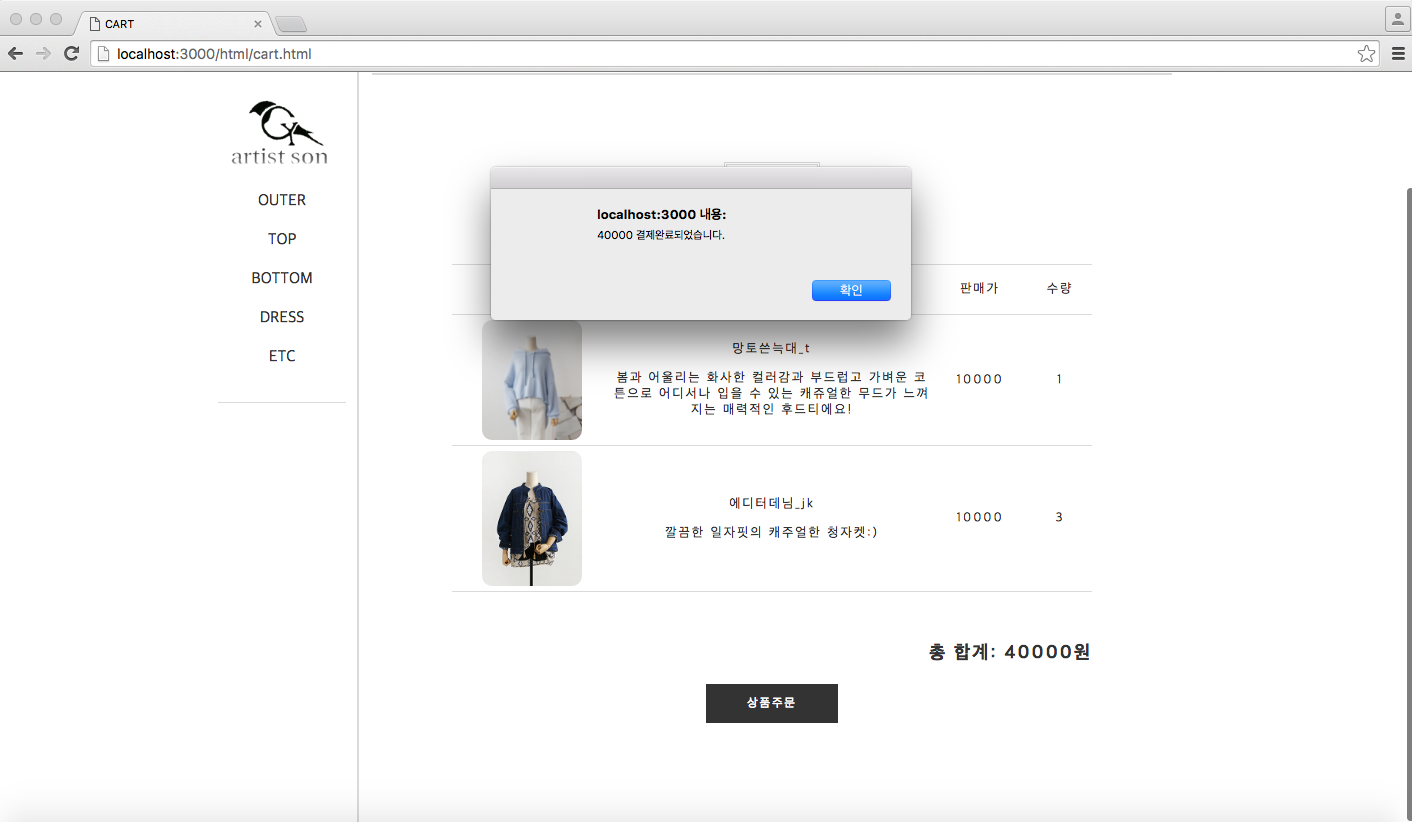 CART
localhost:3000/html/cart.html
artist son
OUTER
TOP
BOTTOM
DRESS
ETC
localhost:3000 내용:
40000 결제완료되었습니다.
확인
판매가
수량
망토쓴늑대_t
봄과 어울리는 화사한 컬러감과 부드럽고 가벼운 코
튼으로 어디서나 입을 수 있는 캐쥬얼한 무드가 느껴
지는 매력적인 후드티에요!
10000
1
에디터데님_jk
깔끔한 일자핏의 캐주얼한 청자켓:)
10000
3
총 합계: 40000원
상품주문